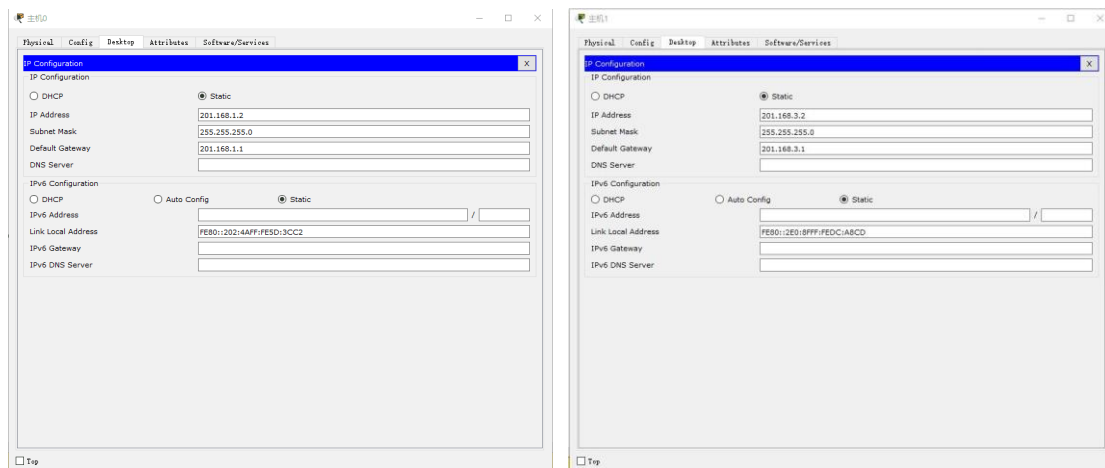 主机0
Physical Config Desktop Attributes Software/Services
IP Configuration X
IP Configuration
DHCP Static
IP Address 201.168.1.2
Subnet Mask 255.255.255.0
Default Gateway 201.168.1.1
DNS Server
IPv6 Configuration
DHCP Auto Config Static
IPv6 Address /
Link Local Address FE80::202:4AFF:FE5D:3CC2
IPv6 Gateway
IPv6 DNS Server
Top
主机1
Physical Config Desktop Attributes Software/Services
IP Configuration X
IP Configuration
DHCP Static
IP Address 201.168.3.2
Subnet Mask 255.255.255.0
Default Gateway 201.168.3.1
DNS Server
IPv6 Configuration
DHCP Auto Config Static
IPv6 Address /
Link Local Address FE80::2E0:8FFF:FEDC:A8CD
IPv6 Gateway
IPv6 DNS Server
Top